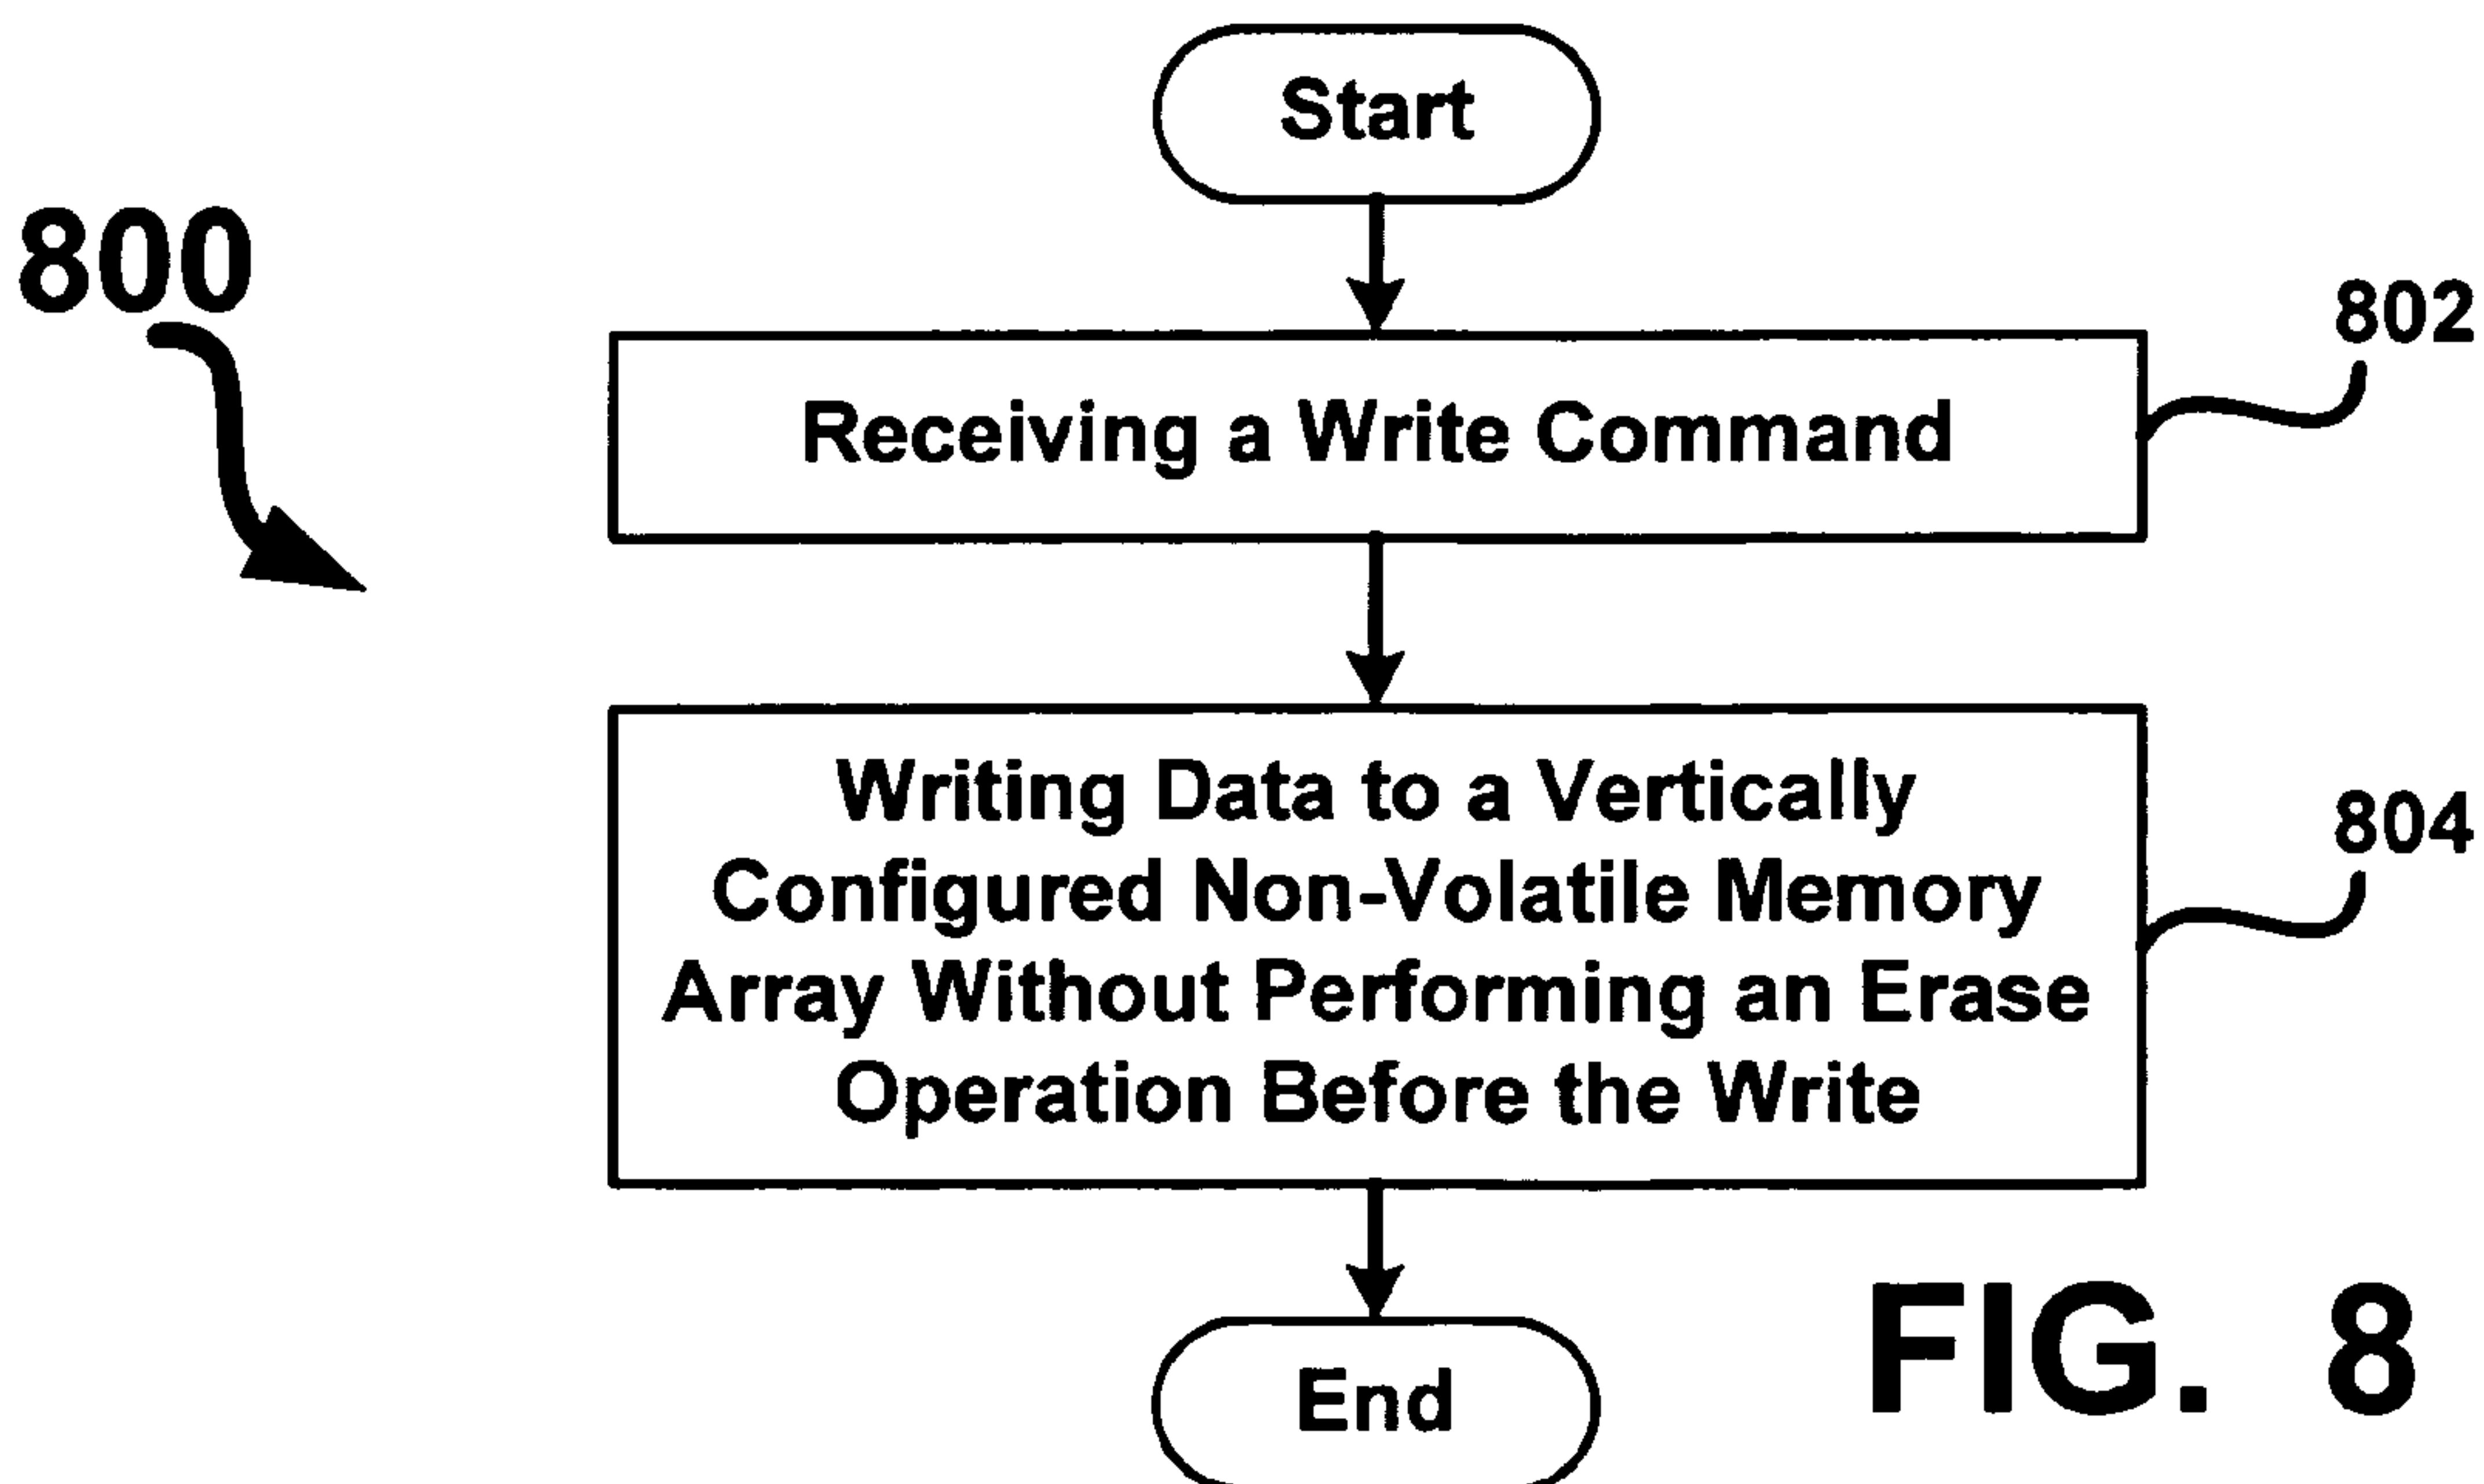 Start
800
802
Receiving a Write Command
Writing Data to a Vertically
Configured Non-Volatile Memory
Array Without Performing an Erase
Operation Before the Write
804
End
FIG. 8